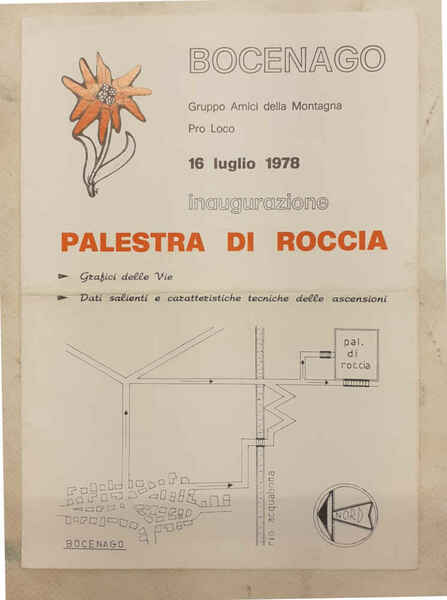 BOCENAGO
Gruppo Amici della Montagna
Pro Loco
16 luglio 1978
inaugurazione
PALESTRA DI ROCCIA
► Grafici delle Vie
► Dati salienti e caratteristiche tecniche delle ascensioni
pal.
di
roccia
rio acqualonna
NORD
BOCENAGO